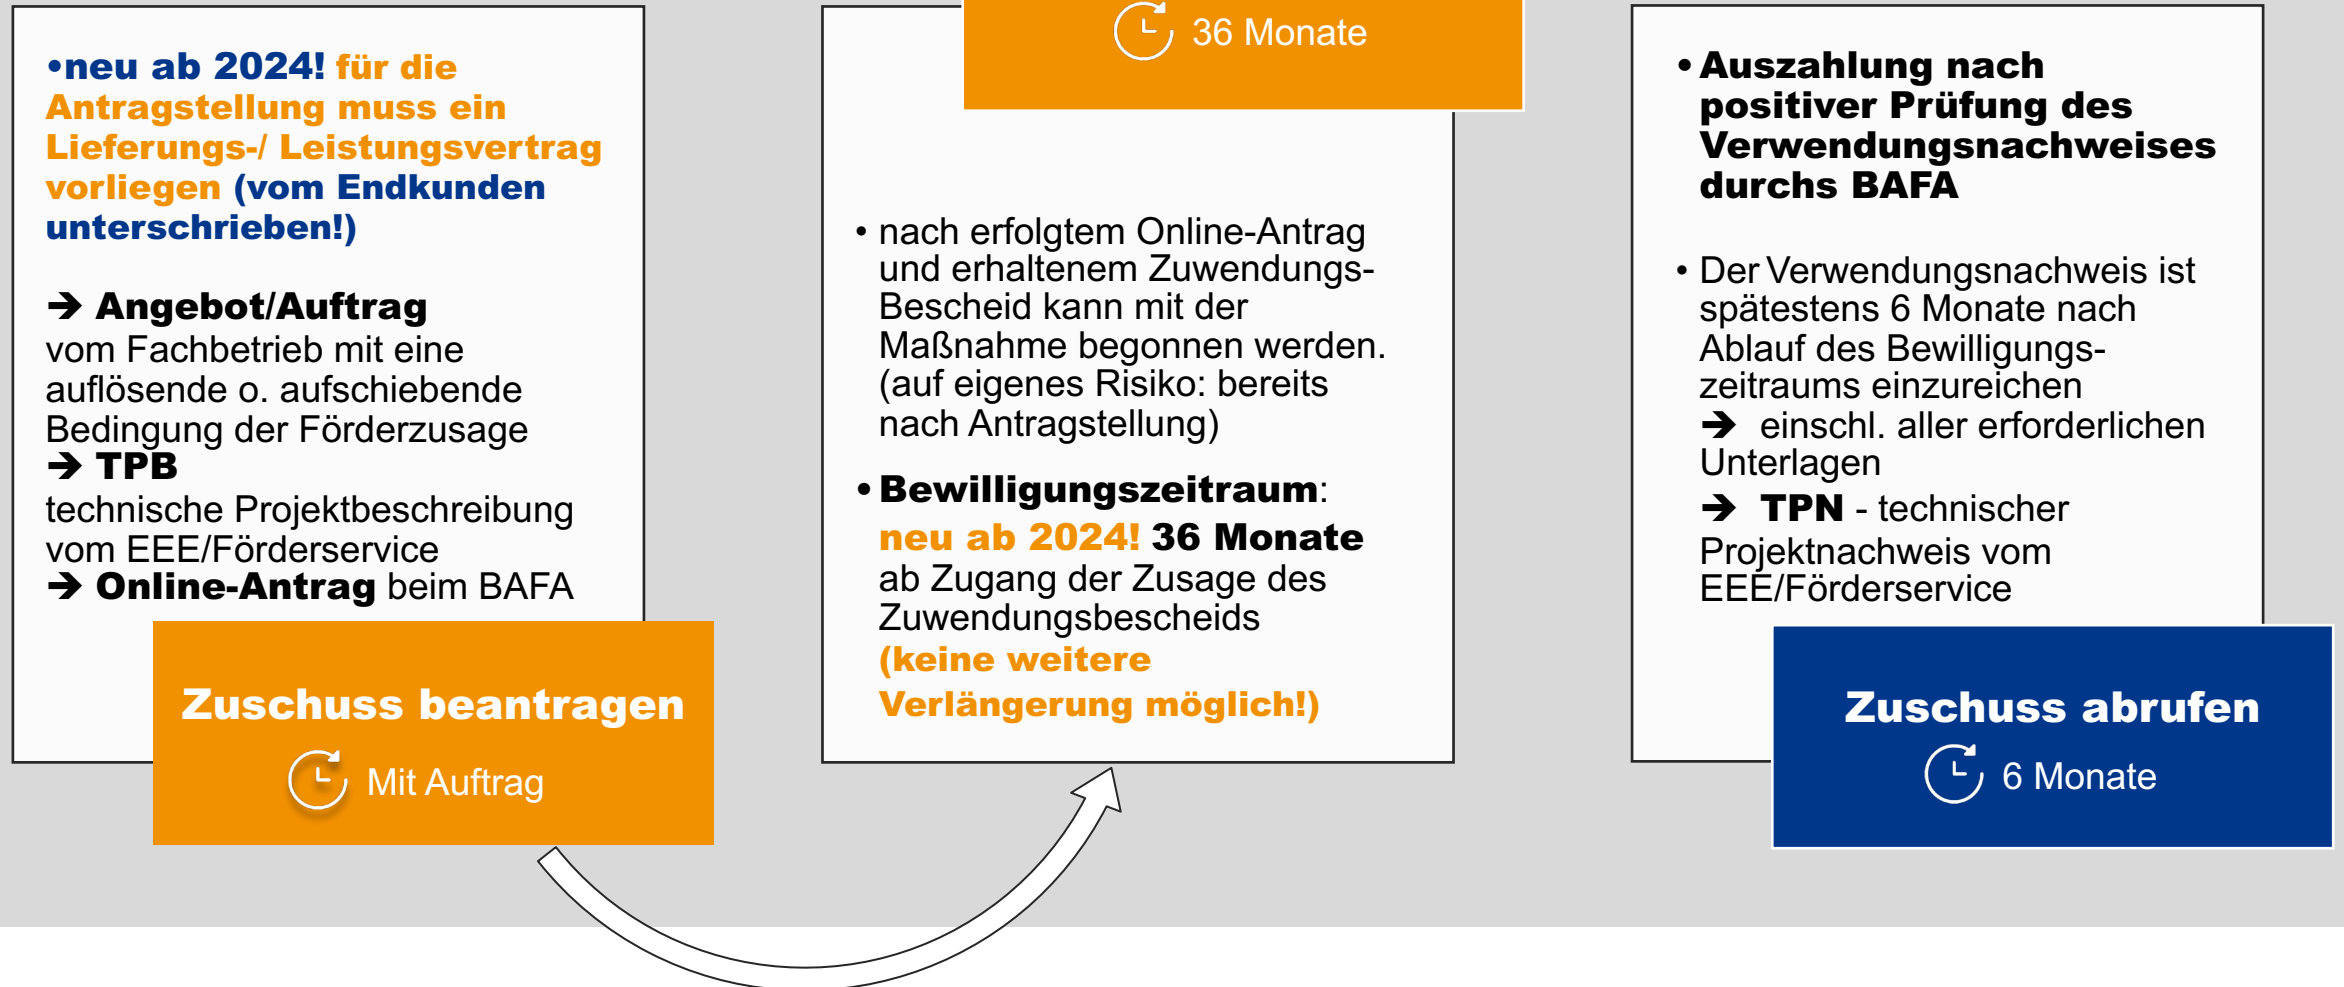 •neu ab 2024! für die
Antragstellung muss ein
Lieferungs-/ Leistungsvertrag
vorliegen (vom Endkunden
unterschrieben!)
➔ Angebot/Auftrag
vom Fachbetrieb mit eine
auflösende o. aufschiebende
Bedingung der Förderzusage
➔ TPB
technische Projektbeschreibung
vom EEE/Förderservice
➔ Online-Antrag beim BAFA
Zuschuss beantragen
Mit Auftrag
36 Monate
• nach erfolgtem Online-Antrag
und erhaltenem Zuwendungs-
Bescheid kann mit der
Maßnahme begonnen werden.
(auf eigenes Risiko: bereits
nach Antragstellung)
• Bewilligungszeitraum:
neu ab 2024! 36 Monate
ab Zugang der Zusage des
Zuwendungsbescheids
(keine weitere
Verlängerung möglich!)
• Auszahlung nach
positiver Prüfung des
Verwendungsnachweises
durchs BAFA
• Der Verwendungsnachweis ist
spätestens 6 Monate nach
Ablauf des Bewilligungs-
zeitraums einzureichen
➔ einschl. aller erforderlichen
Unterlagen
➔ TPN - technischer
Projektnachweis vom
EEE/Förderservice
Zuschuss abrufen
6 Monate